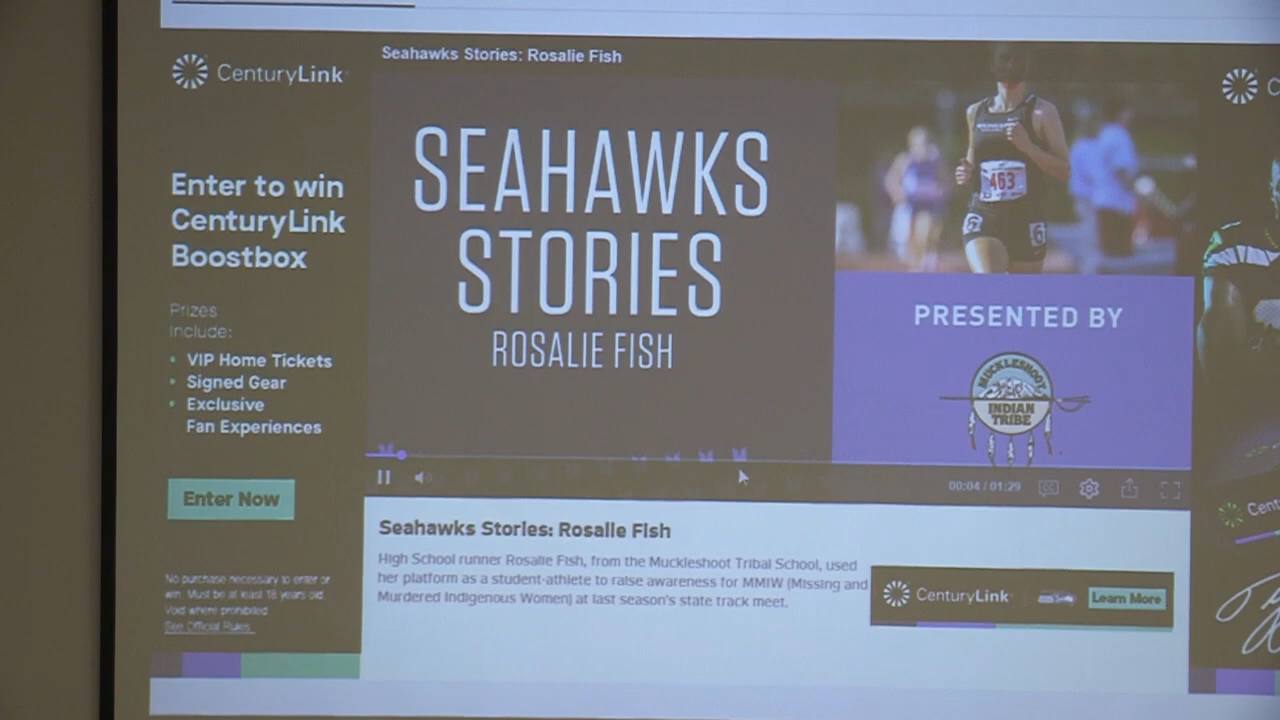 CenturyLink
Seahawks Stories: Rosalie Fish
Enter to win
CenturyLink
Boostbox
Prizes
Include:
• VIP Home Tickets
• Signed Gear
• Exclusive
Fan Experiences
Enter Now
No purchase necessary to enter or
win. Must be at least 18 years old.
Void where prohibited.
See Official Rules
SEAHAWKS
STORIES
ROSALIE FISH
463
6
PRESENTED BY
MUCKLESHOOT
INDIAN
TRIBE
00:04 / 01:29
CC
Seahawks Stories: Rosalie Fish
High School runner Rosalie Fish, from the Muckleshoot Tribal School, used
her platform as a student-athlete to raise awareness for MMIW (Missing and
Murdered Indigenous Women) at last season's state track meet.
CenturyLink
Learn More
C
Cent